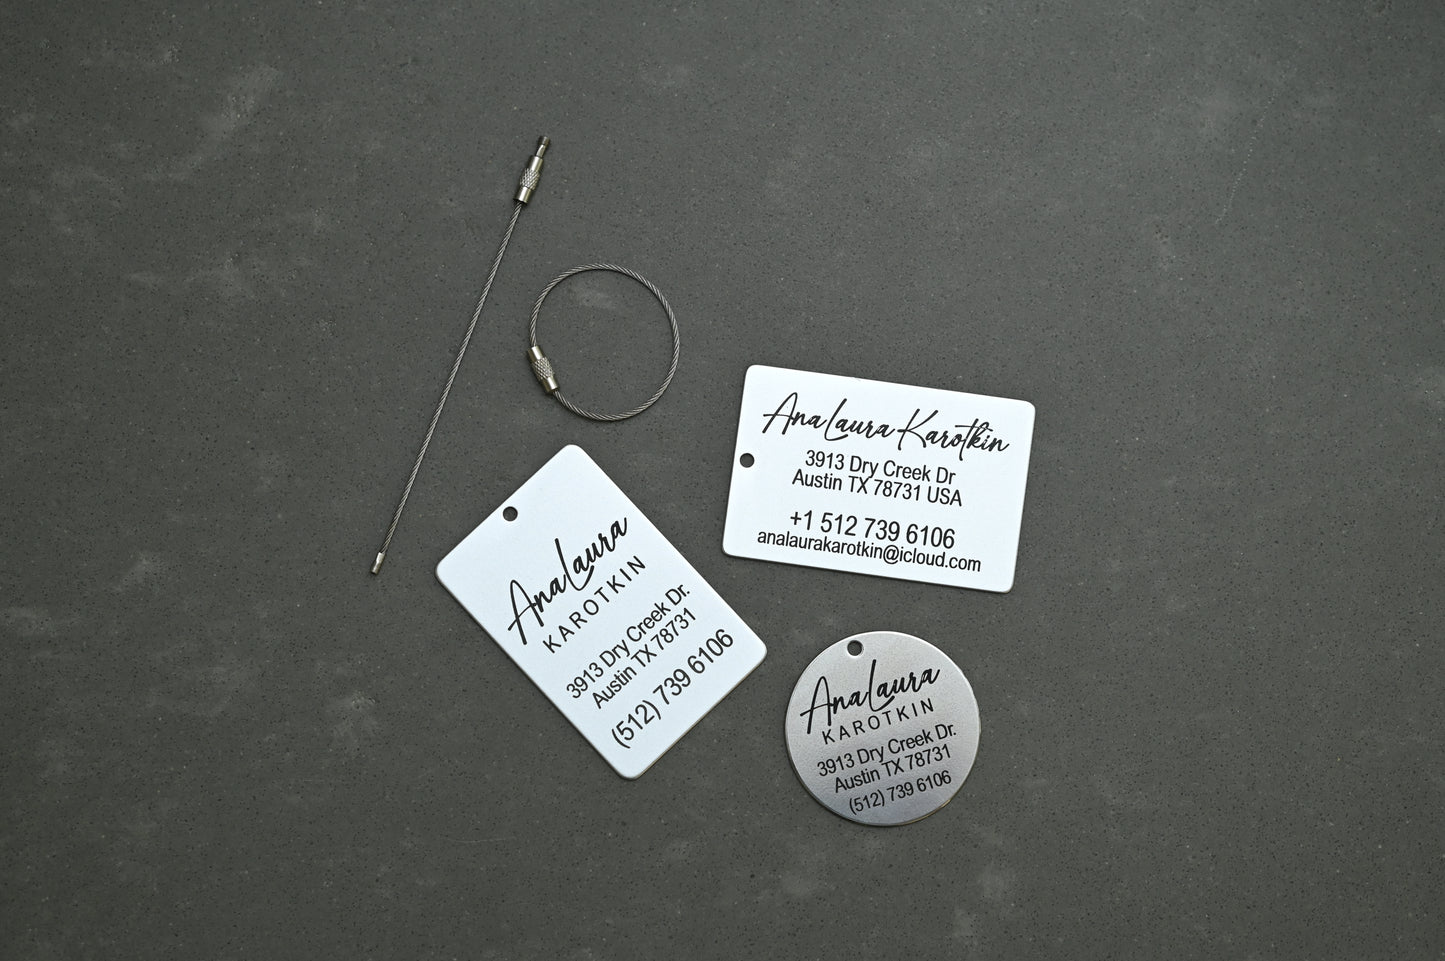 AnaLaura
KAROTKIN
3913 Dry Creek Dr.
Austin TX 78731
(512) 739 6106
AnaLaura Karotkin
3913 Dry Creek Dr
Austin TX 78731 USA
+1 512 739 6106
analaurakarotkin@icloud.com
AnaLaura
KAROTKIN
3913 Dry Creek Dr.
Austin TX 78731
(512) 739 6106